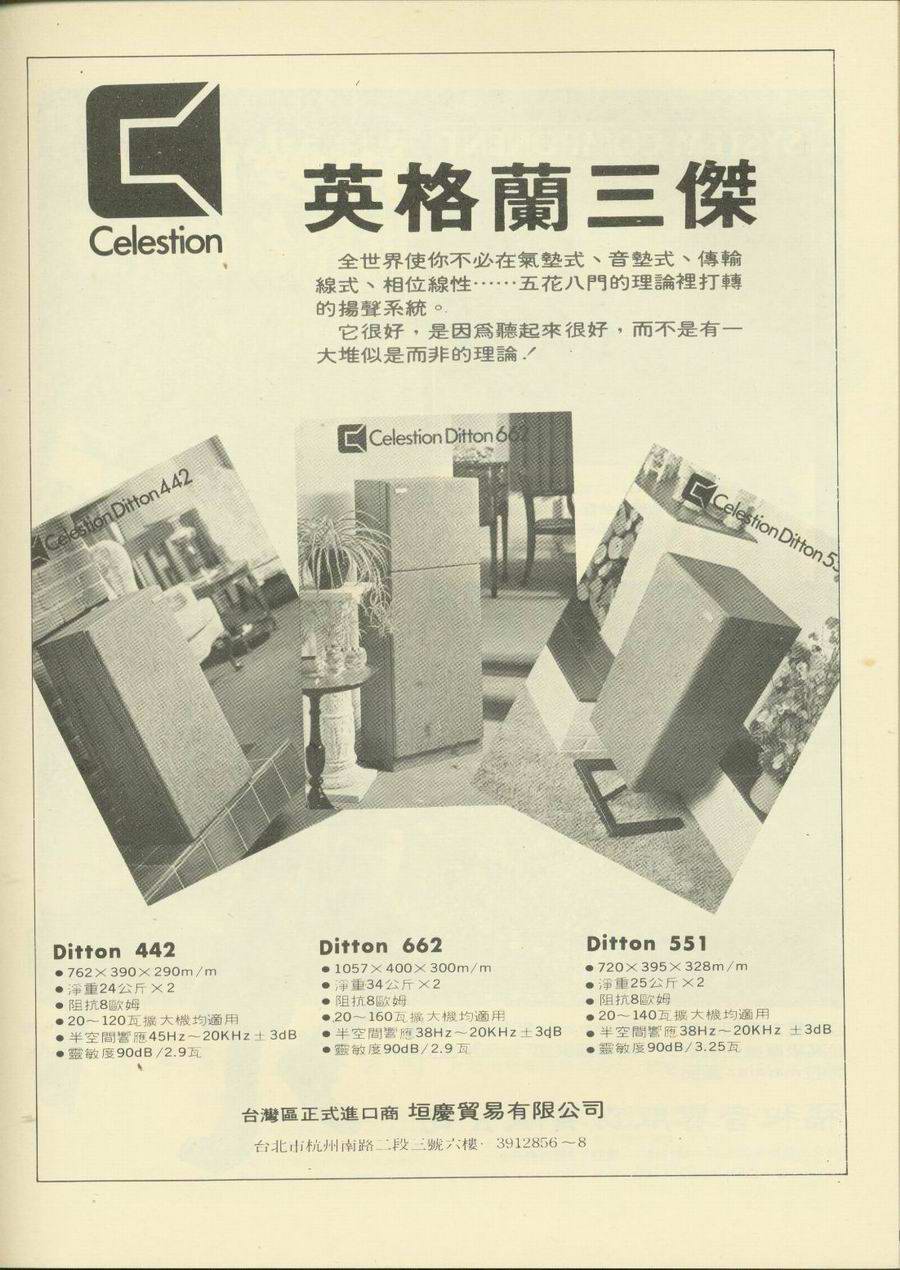 Celestion
英格蘭三傑
全世界使你不必在氣墊式、音墊式、傳輸
線式、相位線性……五花八門的理論裡打轉
的揚聲系統。
它很好，是因爲聽起來很好，而不是有一
大堆似是而非的理論！
Celestion Ditton 442
Celestion Ditton 662
Celestion Ditton 55
Ditton 442
●762×390×290m/m
●淨重24公斤×2
●阻抗8歐姆
●20～120瓦擴大機均適用
●半空間響應45Hz～20KHz±3dB
●靈敏度90dB/2.9瓦
Ditton 662
●1057×400×300m/m
●淨重34公斤×2
●阻抗8歐姆
●20～160瓦擴大機均適用
●半空間響應38Hz～20KHz±3qB
●靈敏度90dB/2.9瓦
Ditton 551
●720×395×328m/m
●淨重25公斤×2
●阻抗8歐姆
●20～140瓦擴大機均適用
●半空間響應38Hz～20KHz ±3dB
●靈敏度90dB/3.25瓦
台灣區正式進口商 垣慶貿易有限公司
台北市杭州南路二段三號六樓· 3912856～8